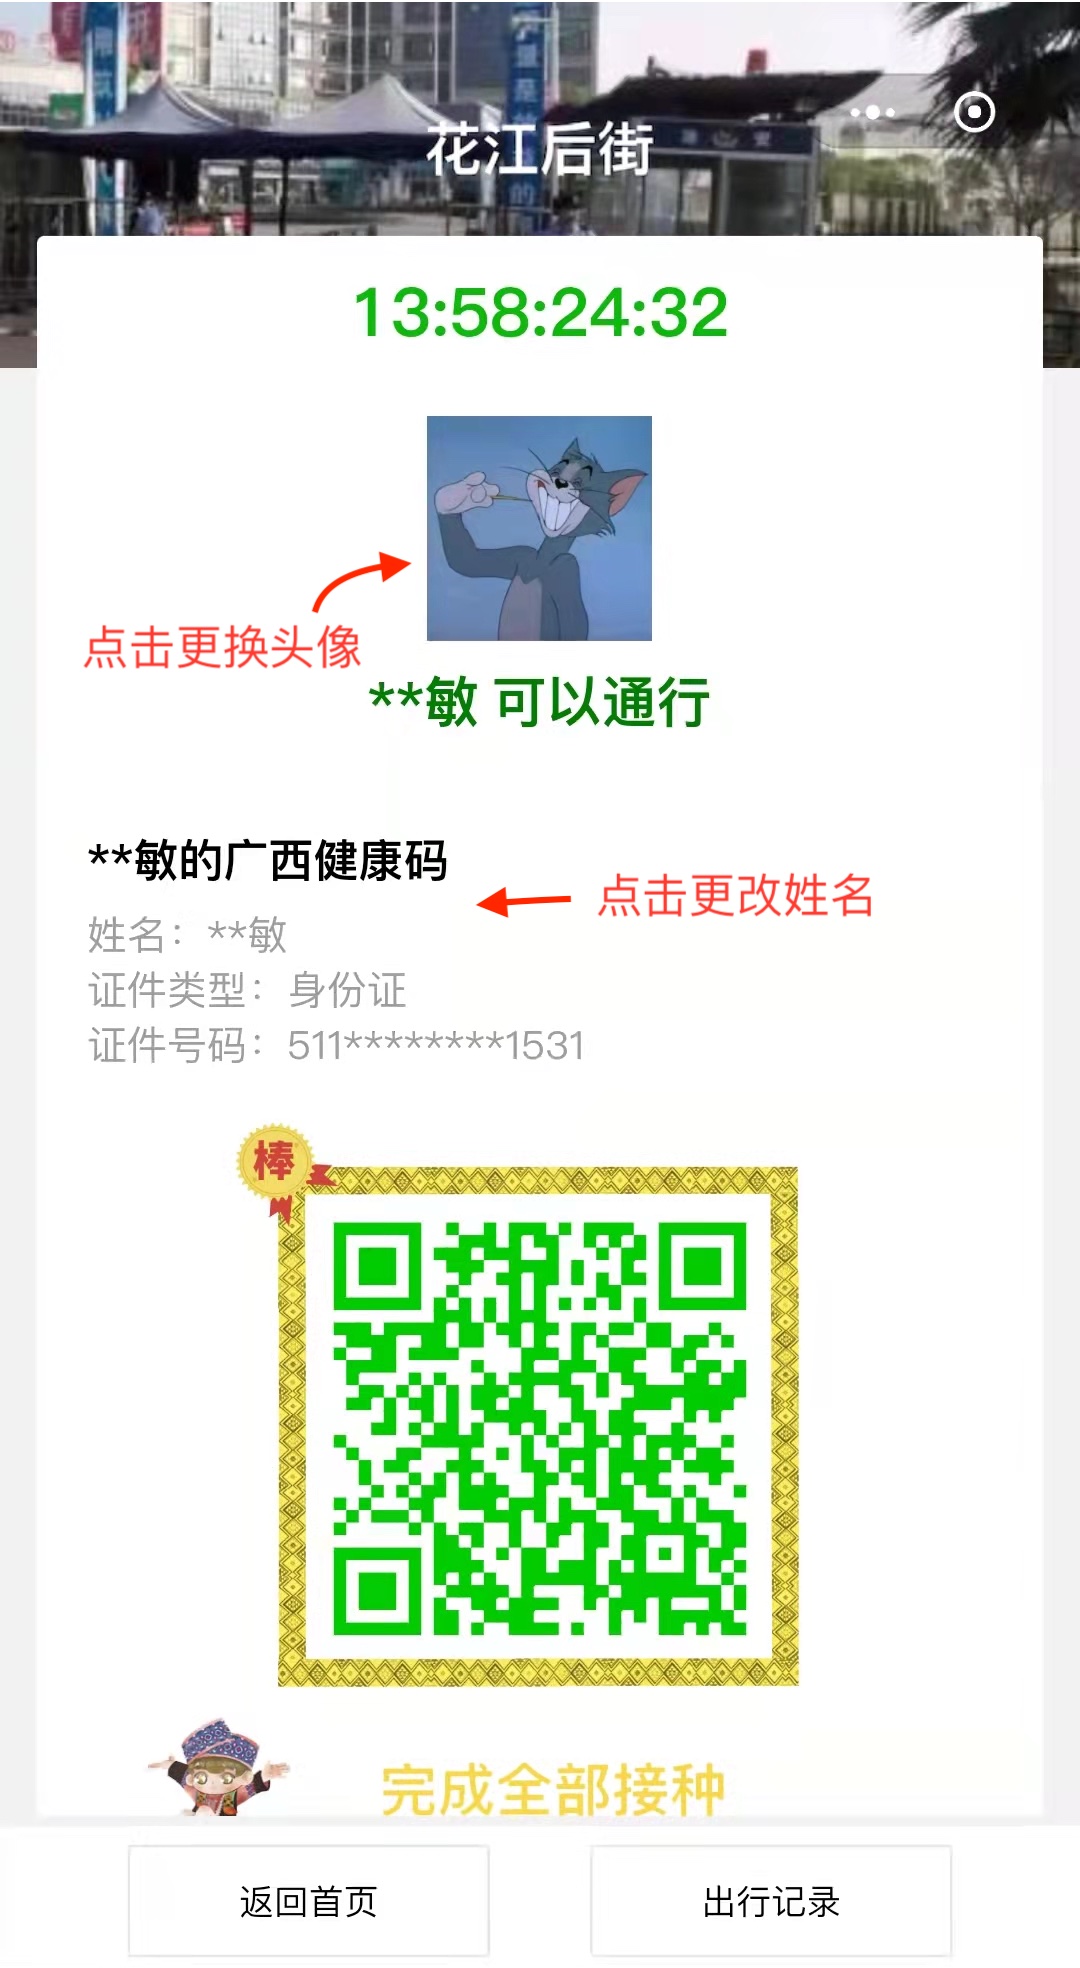 花江后街
13:58:24:32
点击更换头像
**敏 可以通行
**敏的广西健康码
点击更改姓名
姓名：**敏
证件类型：身份证
证件号码：511********1531
棒
完成全部接种
返回首页
出行记录